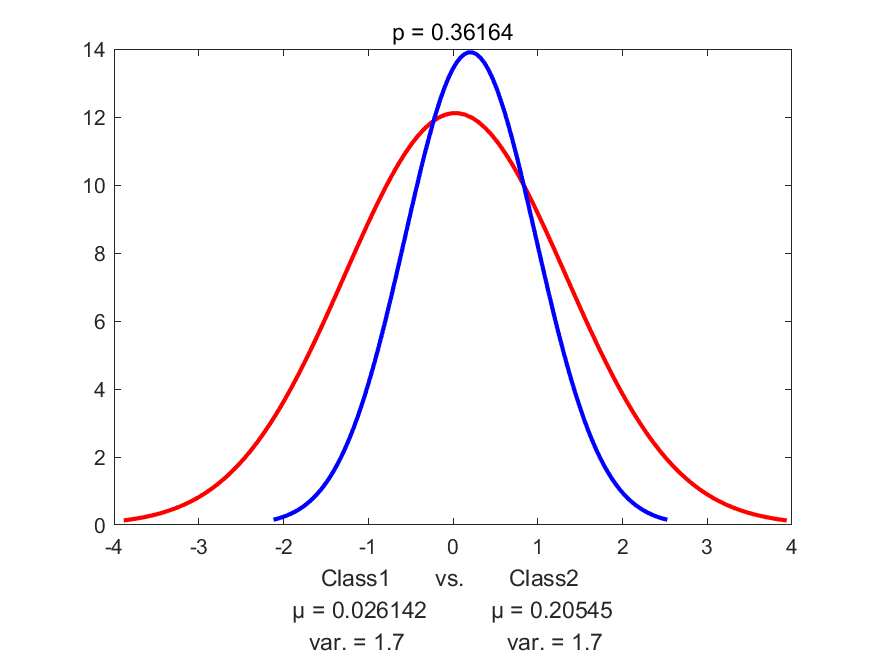 p = 0.36164
14
12
10
8
6
4
2
0
-4 -3 -2 -1 0 1 2 3 4
Class1 vs. Class2
μ = 0.026142 μ = 0.20545
var. = 1.7 var. = 1.7